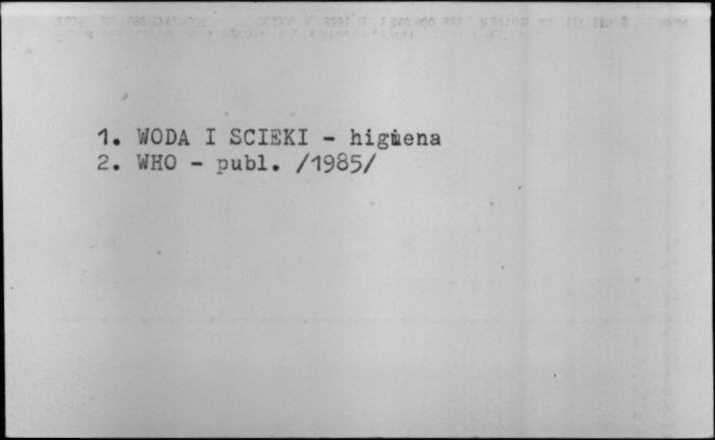 1. WODA I SCIEKI - higiena
2. WHO - publ. /1985/